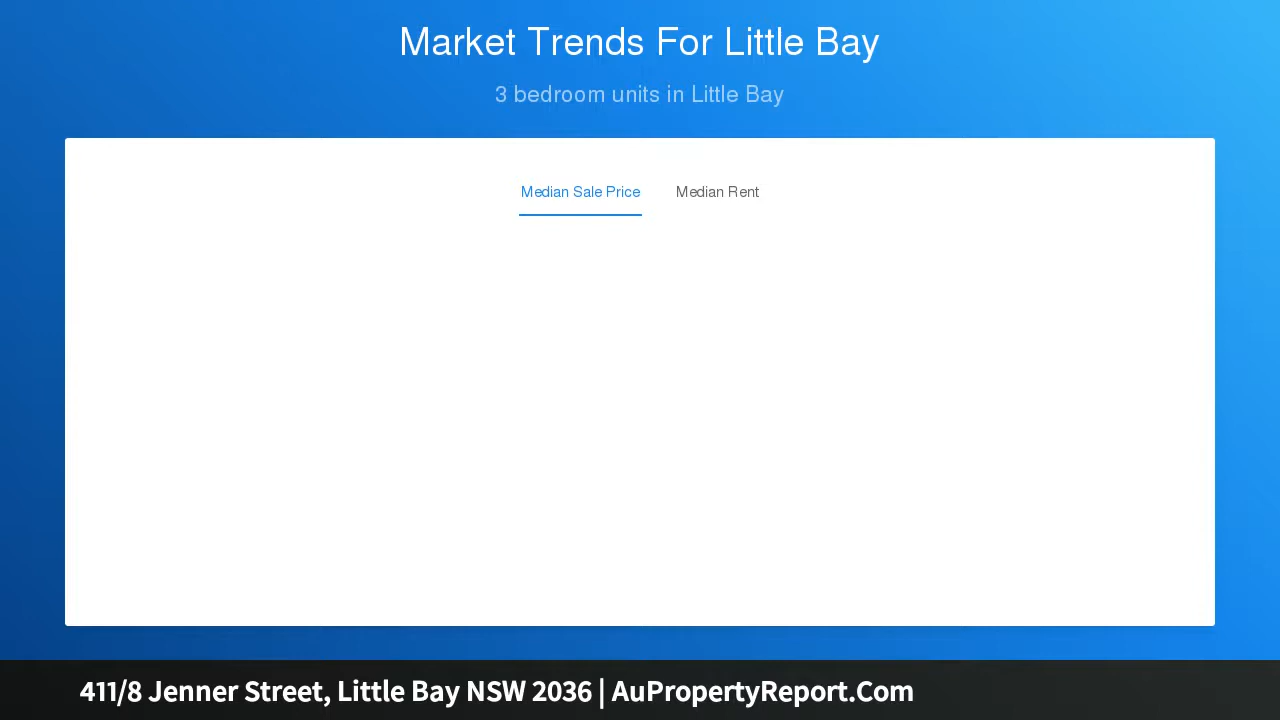 Market Trends For Little Bay
3 bedroom units in Little Bay
Median Sale Price Median Rent
411/8 Jenner Street, Little Bay NSW 2036 | AuPropertyReport.Com